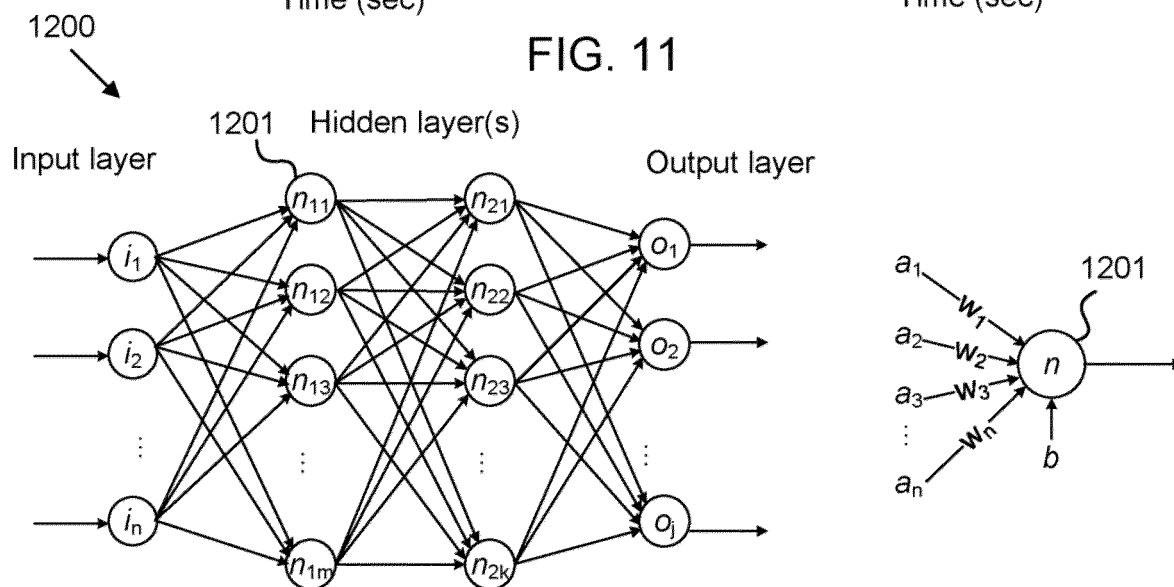 Time (sec) Time (sec)
1200
FIG. 11
1201 Hidden layer(s)
Input layer
Output layer
n11 n21
i1 o1
n12 n22
i2 o2
n13 n23
⋮ ⋮ ⋮ ⋮
in oj
n1m n2k
a1 w1 1201
a2 w2 n
a3 w3
⋮
an wn b